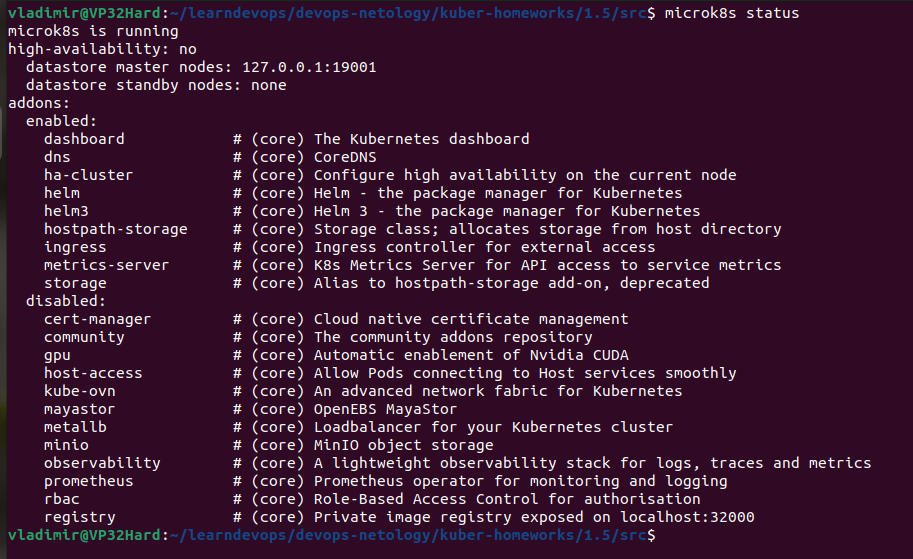 vladimir@VP32Hard:~/learndevops/devops-netology/kuber-homeworks/1.5/src$ microk8s status
microk8s is running
high-availability: no
  datastore master nodes: 127.0.0.1:19001
  datastore standby nodes: none
addons:
  enabled:
    dashboard            # (core) The Kubernetes dashboard
    dns                  # (core) CoreDNS
    ha-cluster           # (core) Configure high availability on the current node
    helm                 # (core) Helm - the package manager for Kubernetes
    helm3                # (core) Helm 3 - the package manager for Kubernetes
    hostpath-storage     # (core) Storage class; allocates storage from host directory
    ingress              # (core) Ingress controller for external access
    metrics-server       # (core) K8s Metrics Server for API access to service metrics
    storage              # (core) Alias to hostpath-storage add-on, deprecated
  disabled:
    cert-manager         # (core) Cloud native certificate management
    community            # (core) The community addons repository
    gpu                  # (core) Automatic enablement of Nvidia CUDA
    host-access          # (core) Allow Pods connecting to Host services smoothly
    kube-ovn             # (core) An advanced network fabric for Kubernetes
    mayastor             # (core) OpenEBS MayaStor
    metallb              # (core) Loadbalancer for your Kubernetes cluster
    minio                # (core) MinIO object storage
    observability        # (core) A lightweight observability stack for logs, traces and metrics
    prometheus           # (core) Prometheus operator for monitoring and logging
    rbac                 # (core) Role-Based Access Control for authorisation
    registry             # (core) Private image registry exposed on localhost:32000
vladimir@VP32Hard:~/learndevops/devops-netology/kuber-homeworks/1.5/src$